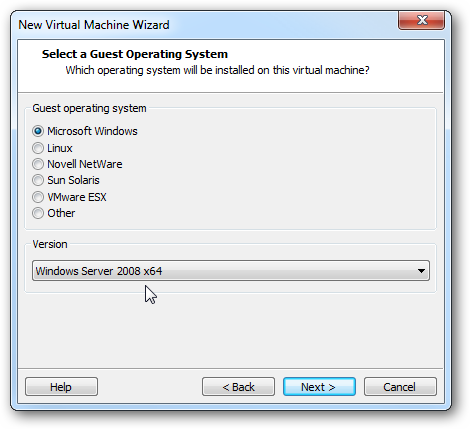 New Virtual Machine Wizard
Select a Guest Operating System
Which operating system will be installed on this virtual machine?
Guest operating system
Microsoft Windows
Linux
Novell NetWare
Sun Solaris
VMware ESX
Other
Version
Windows Server 2008 x64
Help
< Back
Next >
Cancel